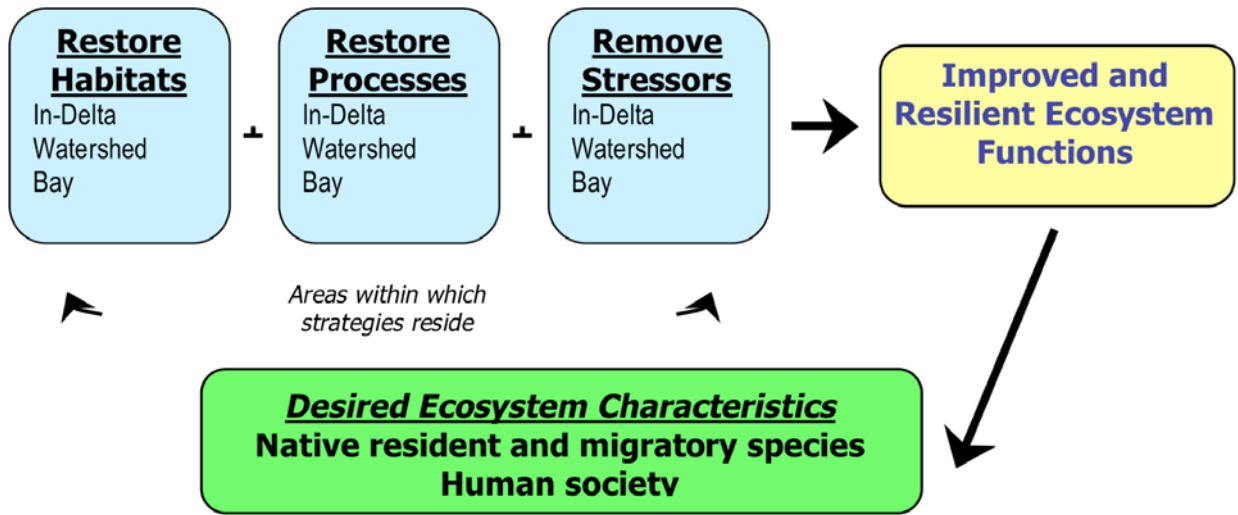 Restore
Habitats
In-Delta
Watershed
Bay
+
Restore
Processes
In-Delta
Watershed
Bay
+
Remove
Stressors
In-Delta
Watershed
Bay
Improved and
Resilient Ecosystem
Functions
Areas within which
strategies reside
Desired Ecosystem Characteristics
Native resident and migratory species
Human society